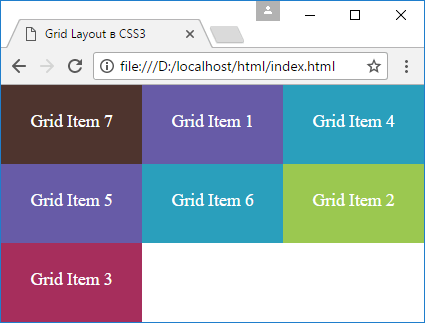 Grid Layout в CSS3
file:///D:/localhost/html/index.html
Grid Item 7 Grid Item 1 Grid Item 4
Grid Item 5 Grid Item 6 Grid Item 2
Grid Item 3